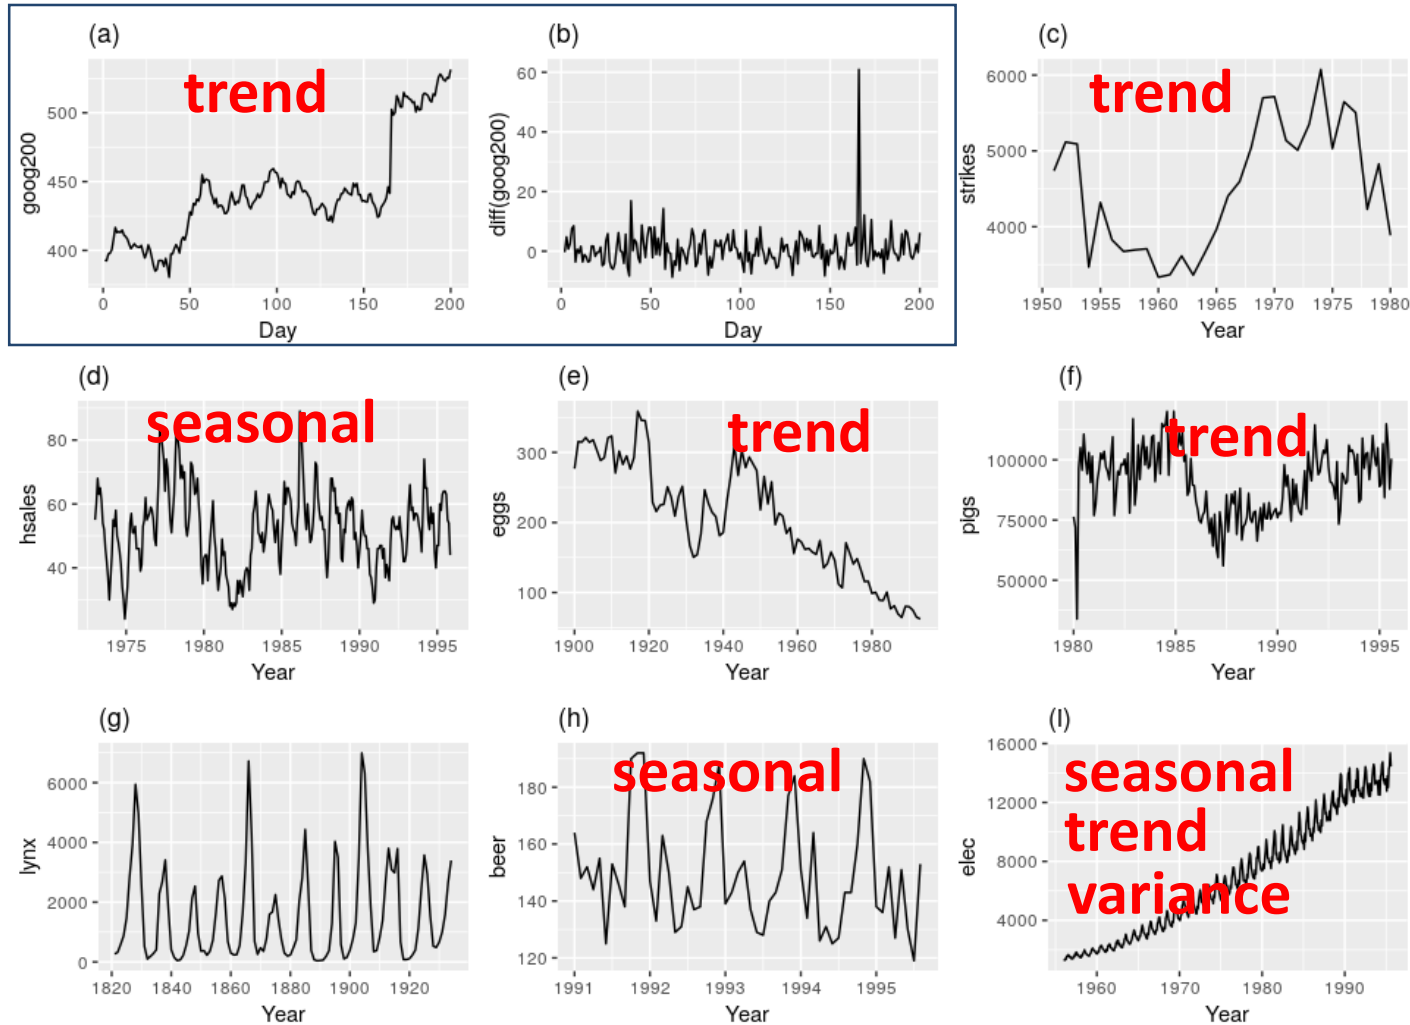 (a)
trend
goog200
500
450
400
0 50 100 150 200
Day
(b)
diff(goog200)
60
40
20
0
0 50 100 150 200
Day
(c)
trend
strikes
6000
5000
4000
1950 1955 1960 1965 1970 1975 1980
Year
(d)
seasonal
hsales
80
60
40
1975 1980 1985 1990 1995
Year
(e)
trend
eggs
300
200
100
1900 1920 1940 1960 1980
Year
(f)
trend
pigs
100000
75000
50000
1980 1985 1990 1995
Year
(g)
lynx
6000
4000
2000
0
1820 1840 1860 1880 1900 1920
Year
(h)
seasonal
beer
180
160
140
120
1991 1992 1993 1994 1995
Year
(I)
seasonal
trend
variance
elec
16000
12000
8000
4000
1960 1970 1980 1990
Year